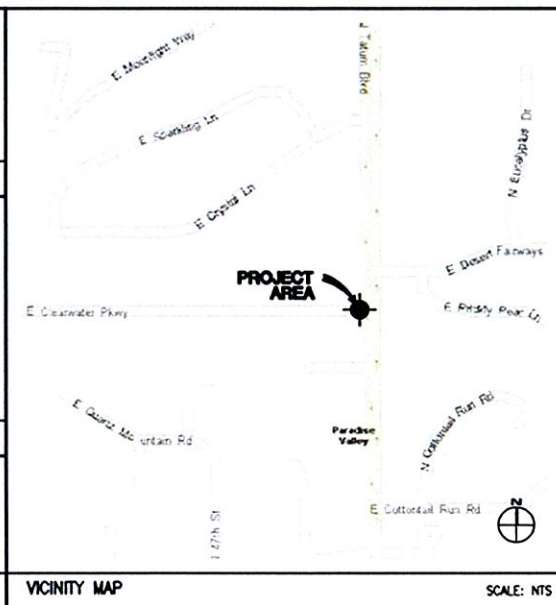 E Moonlight Way
N Tatum Blvd
E Sparkling Ln
N Eucalyptus Dr
E Crystal Ln
E Desert Fairways
PROJECT
AREA
E Clearwater Pkwy
E Prickly Pear Ln
E Quartz Mountain Rd
Paradise
Valley
N Cottontail Run Rd
47th St
E Cottontail Run Rd
N
VICINITY MAP
SCALE: NTS